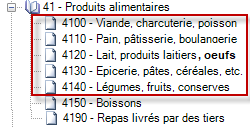 41 - Produits alimentaires
4100 - Viande, charcuterie, poisson
4110 - Pain, pâtisserie, boulangerie
4120 - Lait, produits laitiers, oeufs
4130 - Epicerie, pâtes, céréales, etc.
4140 - Légumes, fruits, conserves
4150 - Boissons
4190 - Repas livrés par des tiers